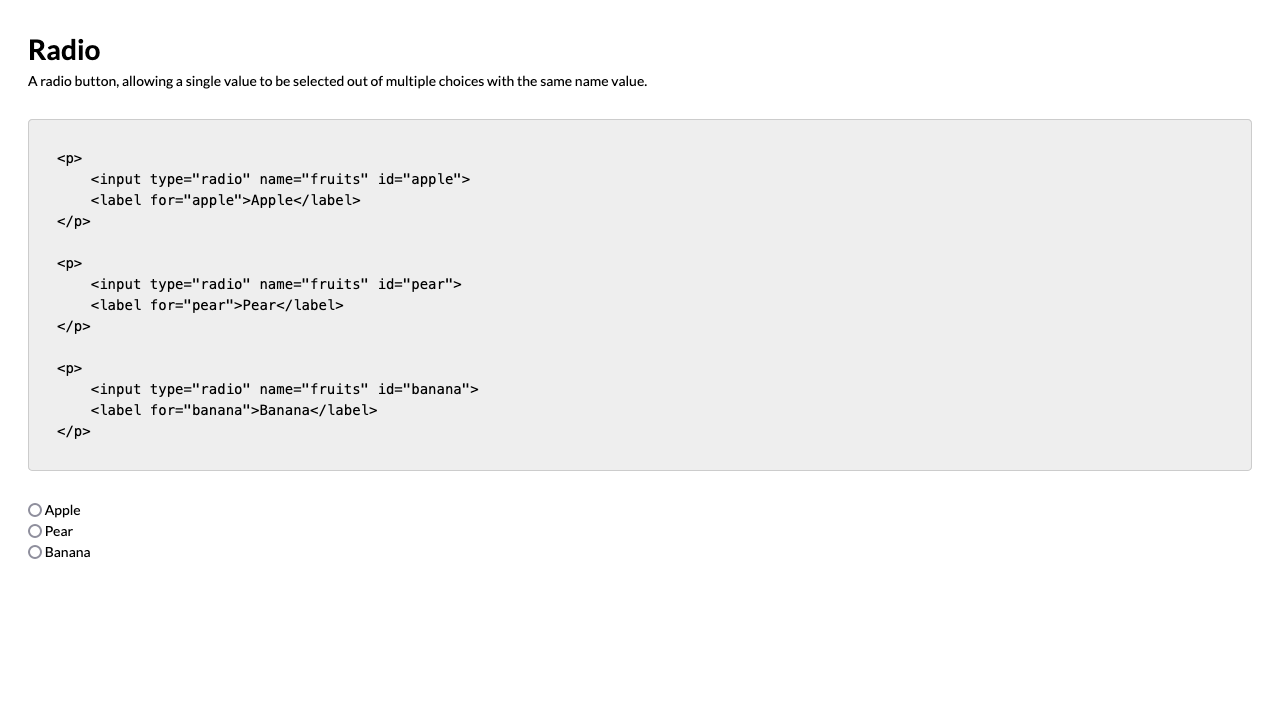 Radio
A radio button, allowing a single value to be selected out of multiple choices with the same name value.
<p>
    <input type="radio" name="fruits" id="apple">
    <label for="apple">Apple</label>
</p>
<p>
    <input type="radio" name="fruits" id="pear">
    <label for="pear">Pear</label>
</p>
<p>
    <input type="radio" name="fruits" id="banana">
    <label for="banana">Banana</label>
</p>
Apple
Pear
Banana